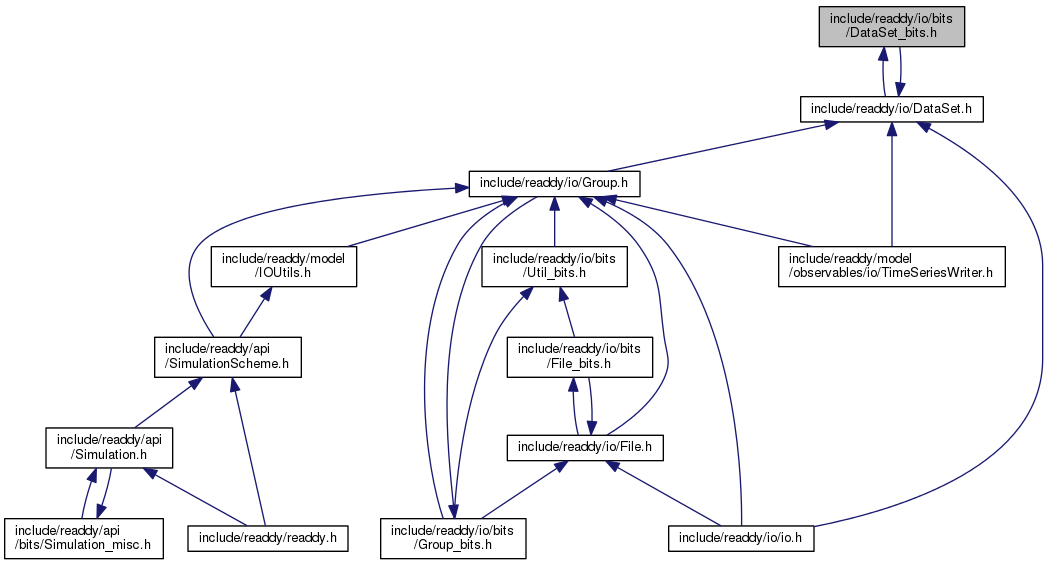 include/readdy/io/bits
/DataSet_bits.h
include/readdy/io/DataSet.h
include/readdy/io/Group.h
include/readdy/model
/IOUtils.h
include/readdy/io/bits
/Util_bits.h
include/readdy/model
/observables/io/TimeSeriesWriter.h
include/readdy/api
/SimulationScheme.h
include/readdy/io/bits
/File_bits.h
include/readdy/api
/Simulation.h
include/readdy/io/File.h
include/readdy/api
/bits/Simulation_misc.h
include/readdy/readdy.h
include/readdy/io/bits
/Group_bits.h
include/readdy/io/io.h